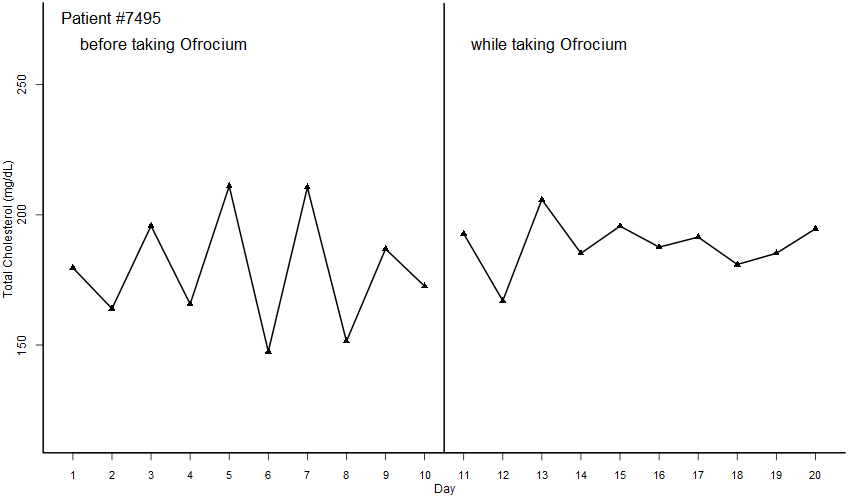 Patient #7495
before taking Ofrocium
while taking Ofrocium
Total Cholesterol (mg/dL)
250
200
150
1 2 3 4 5 6 7 8 9 10 11 12 13 14 15 16 17 18 19 20
Day